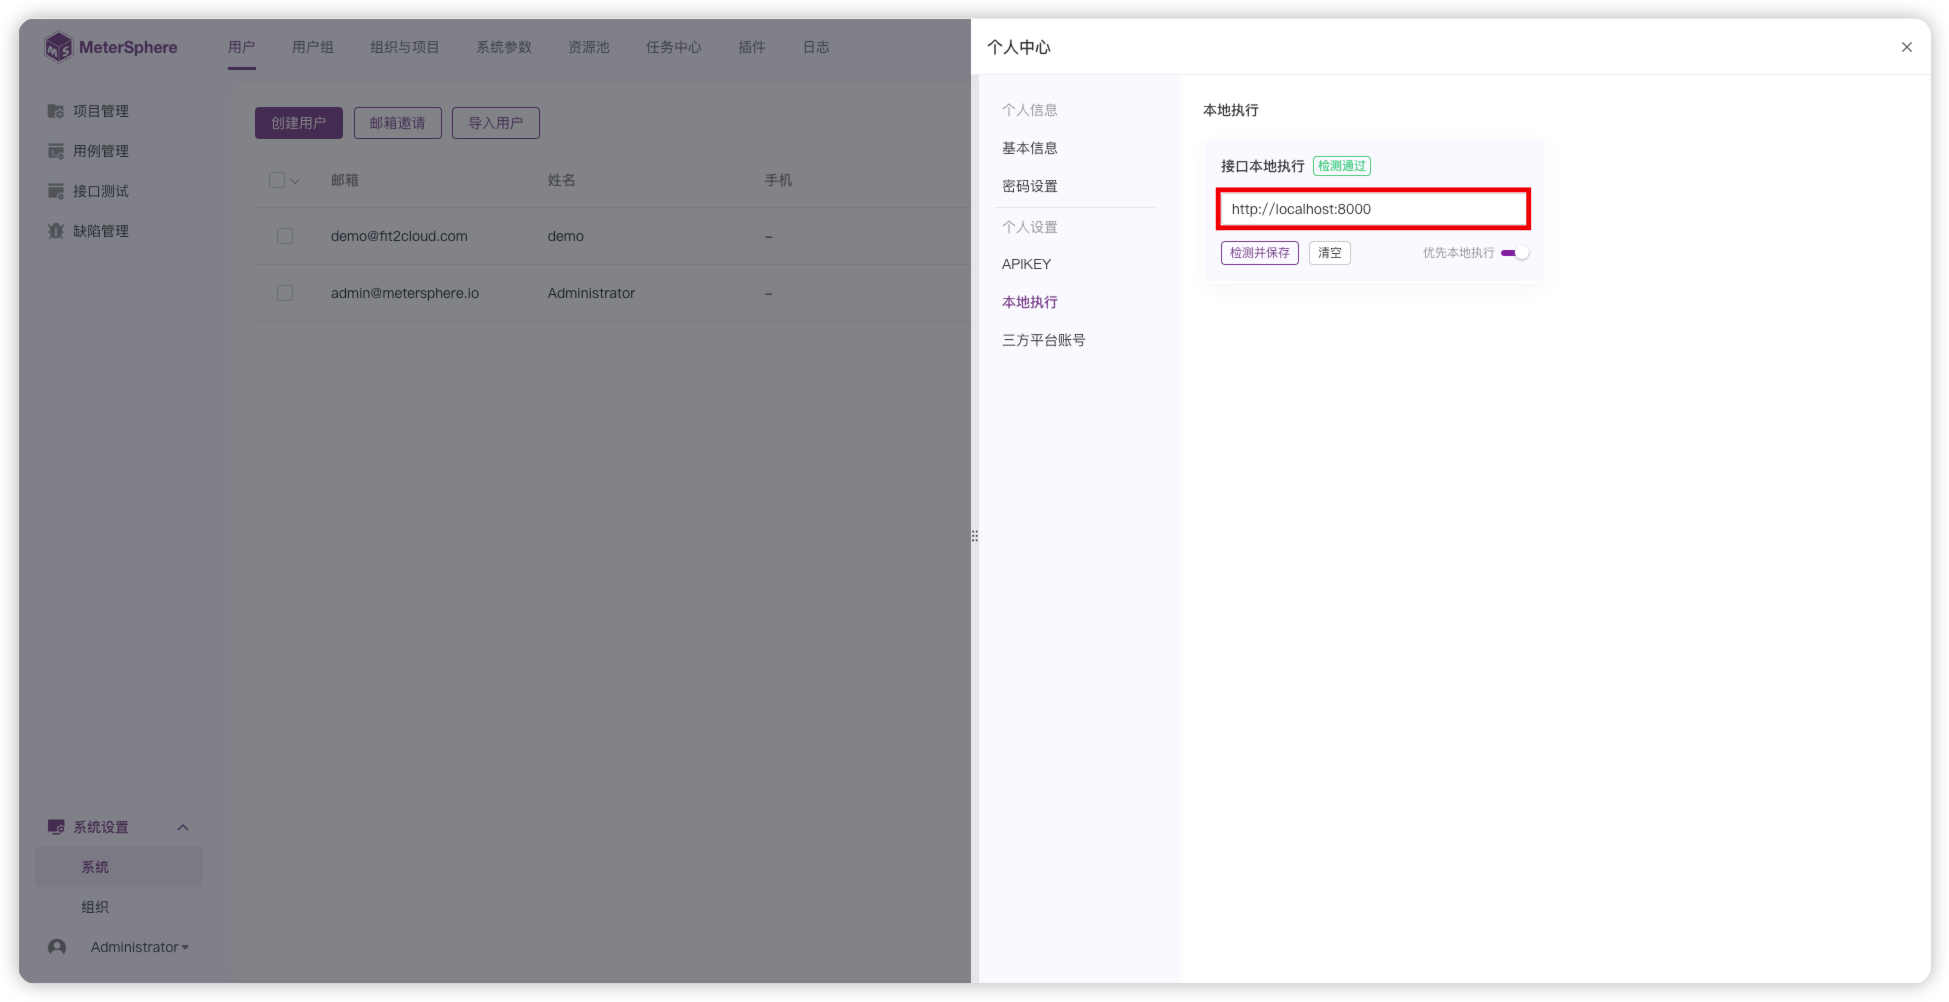 MeterSphere
用户 用户组 组织与项目 系统参数 资源池 任务中心 插件 日志
项目管理
用例管理
接口测试
缺陷管理
创建用户 邮箱邀请 导入用户
邮箱 姓名 手机
demo@fit2cloud.com demo –
admin@metersphere.io Administrator –
系统设置
系统
组织
Administrator
个人中心
个人信息
基本信息
密码设置
个人设置
APIKEY
本地执行
三方平台账号
本地执行
接口本地执行 检测通过
http://localhost:8000
检测并保存 清空 优先本地执行